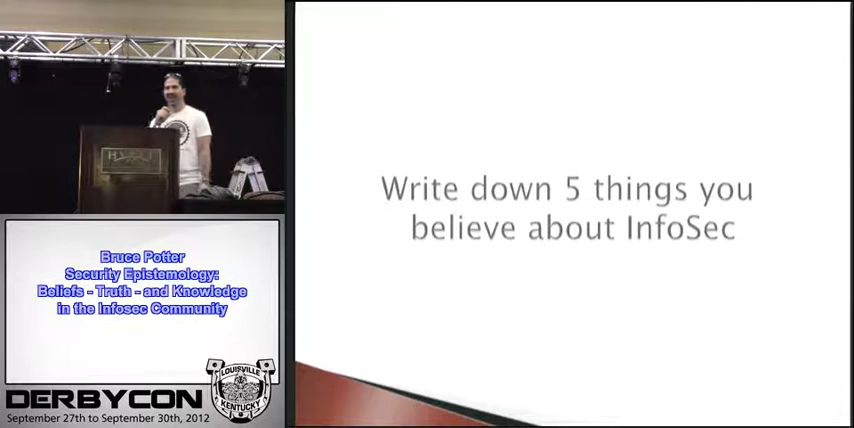 HYATT
Write down 5 things you
believe about InfoSec
Bruce Potter
Security Epistemology:
Beliefs - Truth - and Knowledge
in the Infosec Community
LOUISVILLE
KENTUCKY
DERBYCON
September 27th to September 30th, 2012